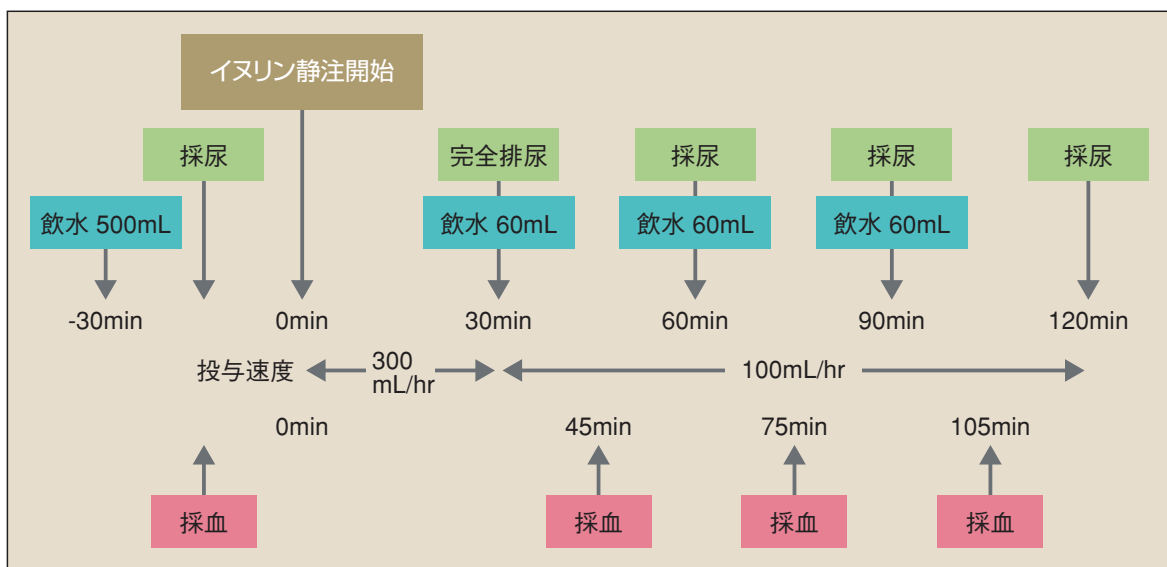 イヌリン静注開始
採尿
完全排尿
採尿
採尿
採尿
飲水 500mL
飲水 60mL
飲水 60mL
飲水 60mL
-30min
0min
30min
60min
90min
120min
投与速度
300
mL/hr
100mL/hr
0min
45min
75min
105min
採血
採血
採血
採血